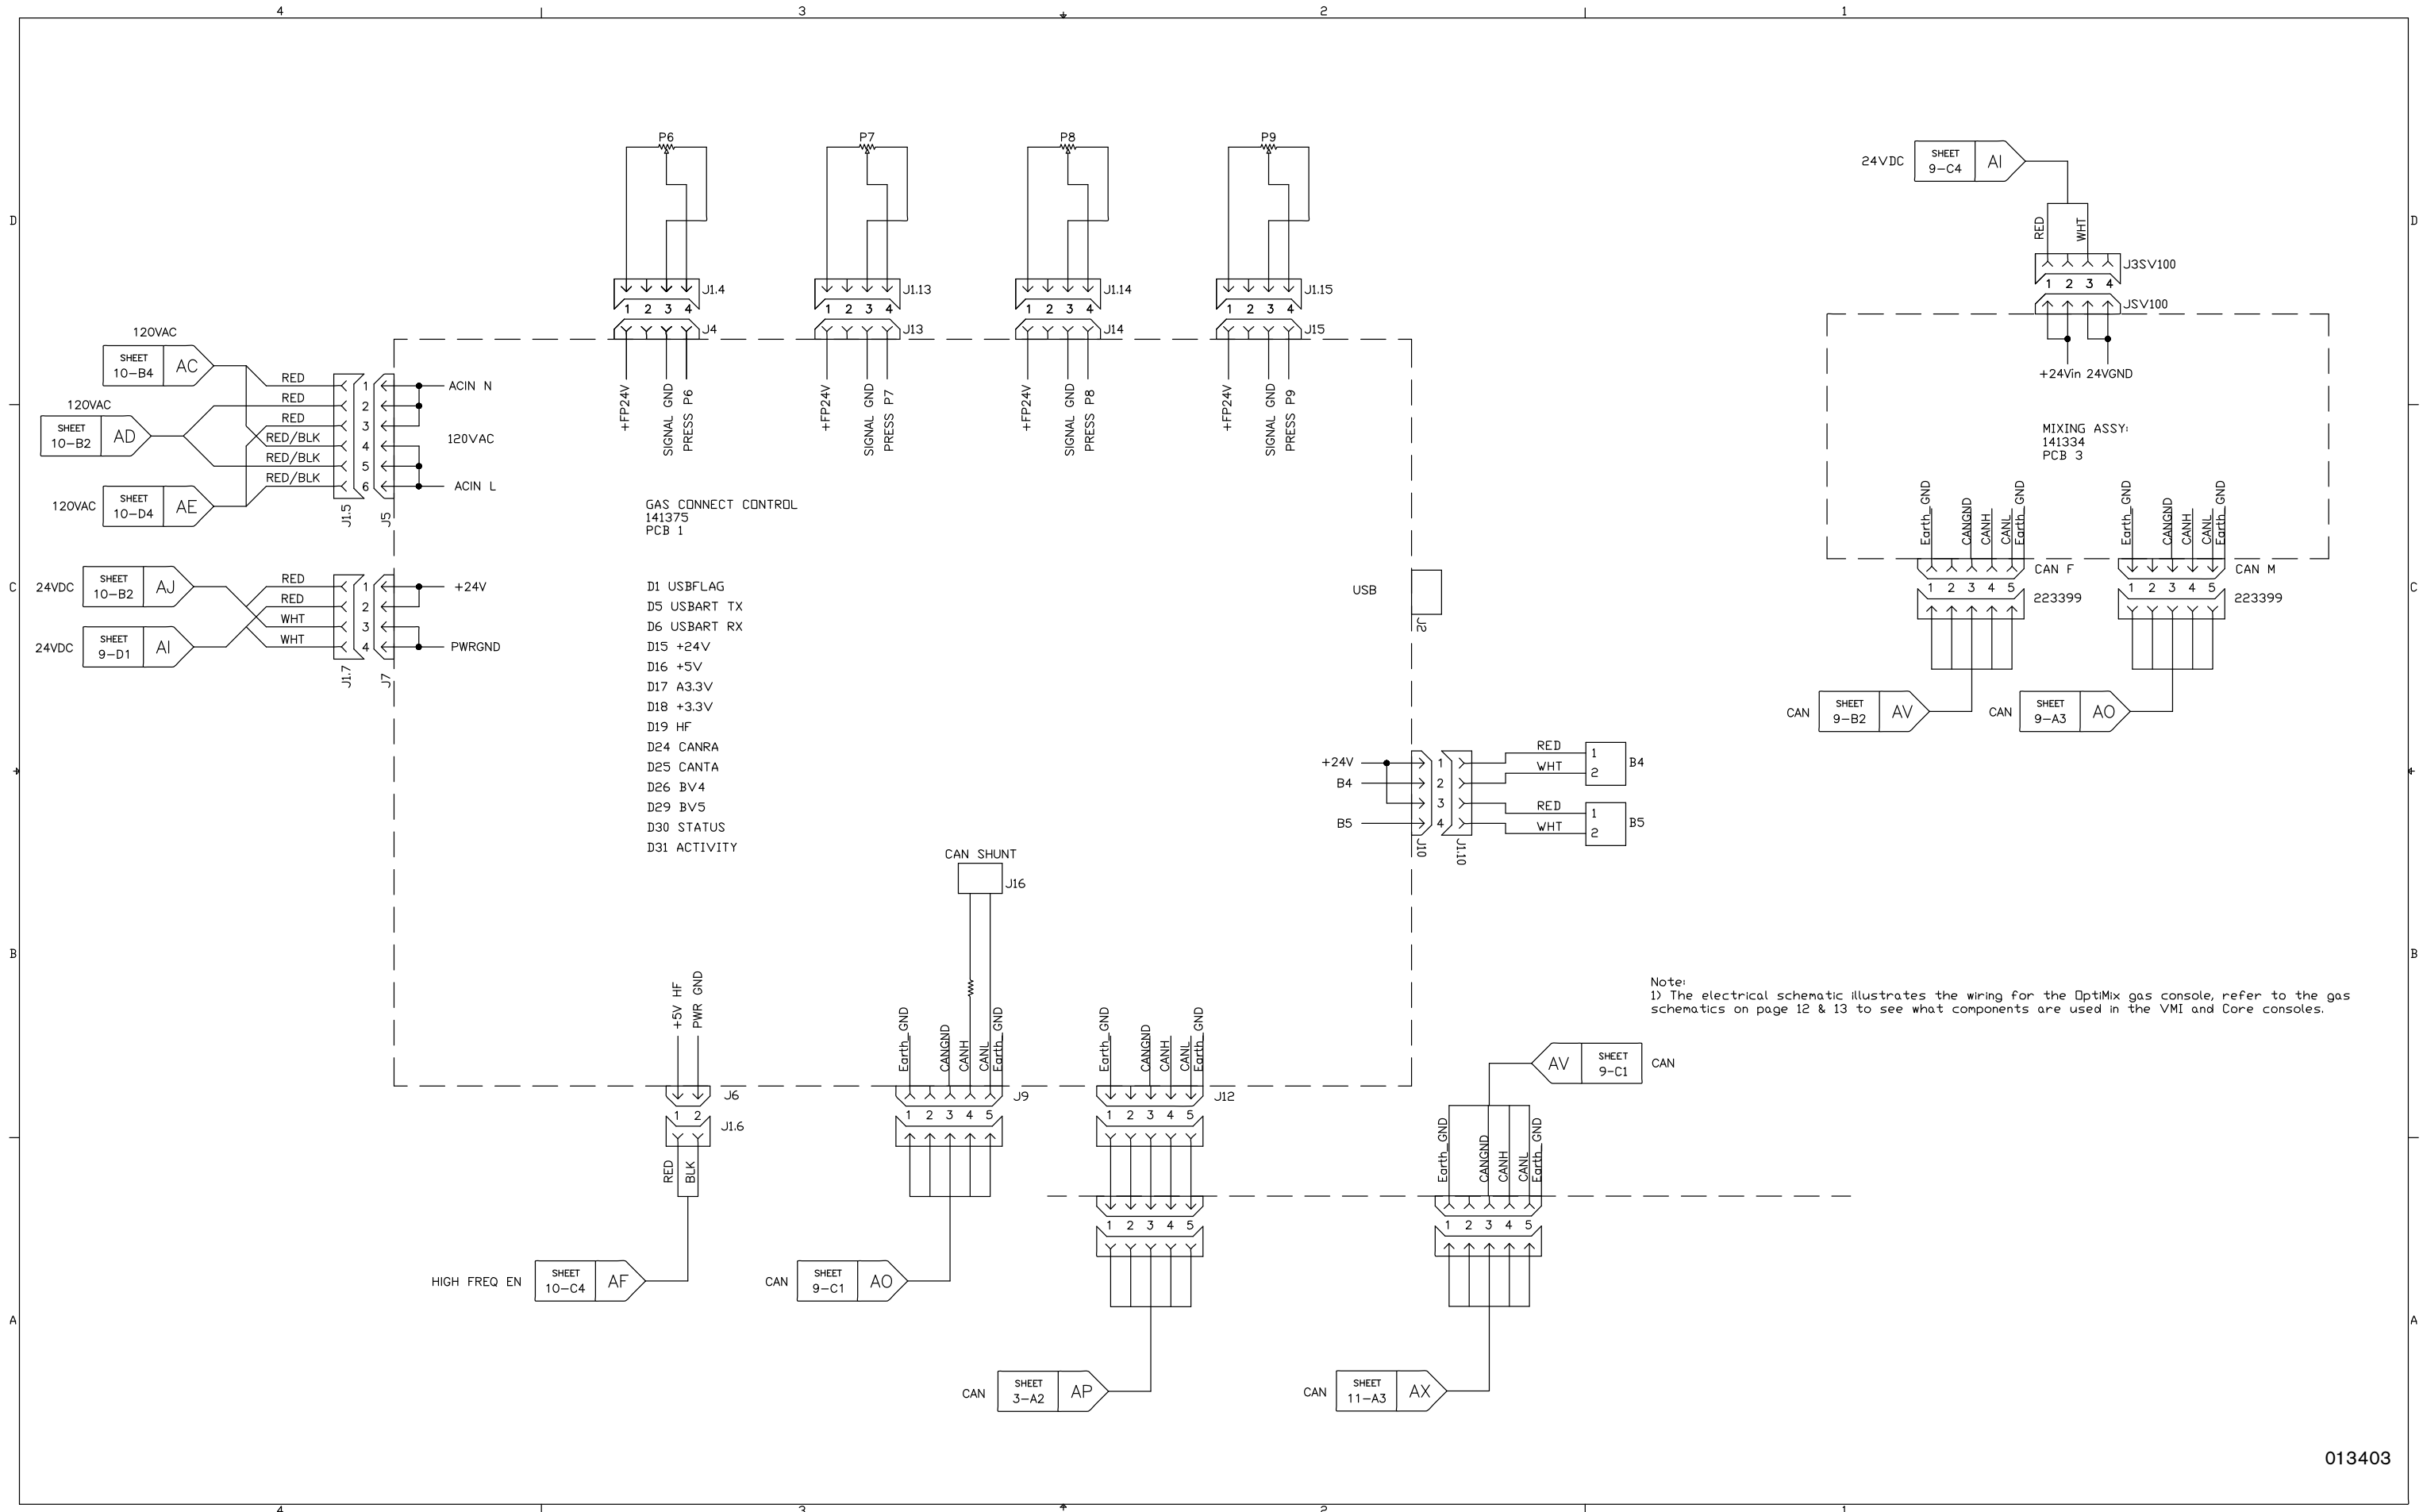 4
3
2
1
D
C
B
A
D
C
B
A
4
3
2
1
P6
J1.4
1 2 3 4
J4
+FP24V
SIGNAL GND
PRESS P6
P7
J1.13
1 2 3 4
J13
+FP24V
SIGNAL GND
PRESS P7
P8
J1.14
1 2 3 4
J14
+FP24V
SIGNAL GND
PRESS P8
P9
J1.15
1 2 3 4
J15
+FP24V
SIGNAL GND
PRESS P9
24VDC
SHEET
9-C4
AI
RED
WHT
J3SV100
1 2 3 4
JSV100
+24Vin 24VGND
MIXING ASSY:
141334
PCB 3
Earth_GND
CANGND
CANH
CANL
Earth_GND
CAN F
1 2 3 4 5
223399
Earth_GND
CANGND
CANH
CANL
Earth_GND
CAN M
1 2 3 4 5
223399
CAN
SHEET
9-B2
AV
CAN
SHEET
9-A3
AO
120VAC
SHEET
10-B4
AC
120VAC
SHEET
10-B2
AD
120VAC
SHEET
10-D4
AE
RED
RED
RED
RED/BLK
RED/BLK
RED/BLK
1
2
3
4
5
6
J1.5
J5
ACIN N
120VAC
ACIN L
24VDC
SHEET
10-B2
AJ
24VDC
SHEET
9-D1
AI
RED
RED
WHT
WHT
1
2
3
4
J1.7
J7
+24V
PWRGND
GAS CONNECT CONTROL
141375
PCB 1
D1 USBFLAG
D5 USBART TX
D6 USBART RX
D15 +24V
D16 +5V
D17 A3.3V
D18 +3.3V
D19 HF
D24 CANRA
D25 CANTA
D26 BV4
D29 BV5
D30 STATUS
D31 ACTIVITY
USB
J2
+24V
B4
B5
1
2
3
4
J10
J1.10
RED
WHT
RED
WHT
1
2
B4
1
2
B5
CAN SHUNT
J16
+5V HF
PWR GND
J6
1 2
J1.6
RED
BLK
HIGH FREQ EN
SHEET
10-C4
AF
Earth_GND
CANGND
CANH
CANL
Earth_GND
J9
1 2 3 4 5
CAN
SHEET
9-C1
AO
Earth_GND
CANGND
CANH
CANL
Earth_GND
J12
1 2 3 4 5
1 2 3 4 5
CAN
SHEET
3-A2
AP
Note:
1) The electrical schematic illustrates the wiring for the OptiMix gas console, refer to the gas
schematics on page 12 & 13 to see what components are used in the VMI and Core consoles.
AV
SHEET
9-C1
CAN
Earth_GND
CANGND
CANH
CANL
Earth_GND
1 2 3 4 5
CAN
SHEET
11-A3
AX
013403